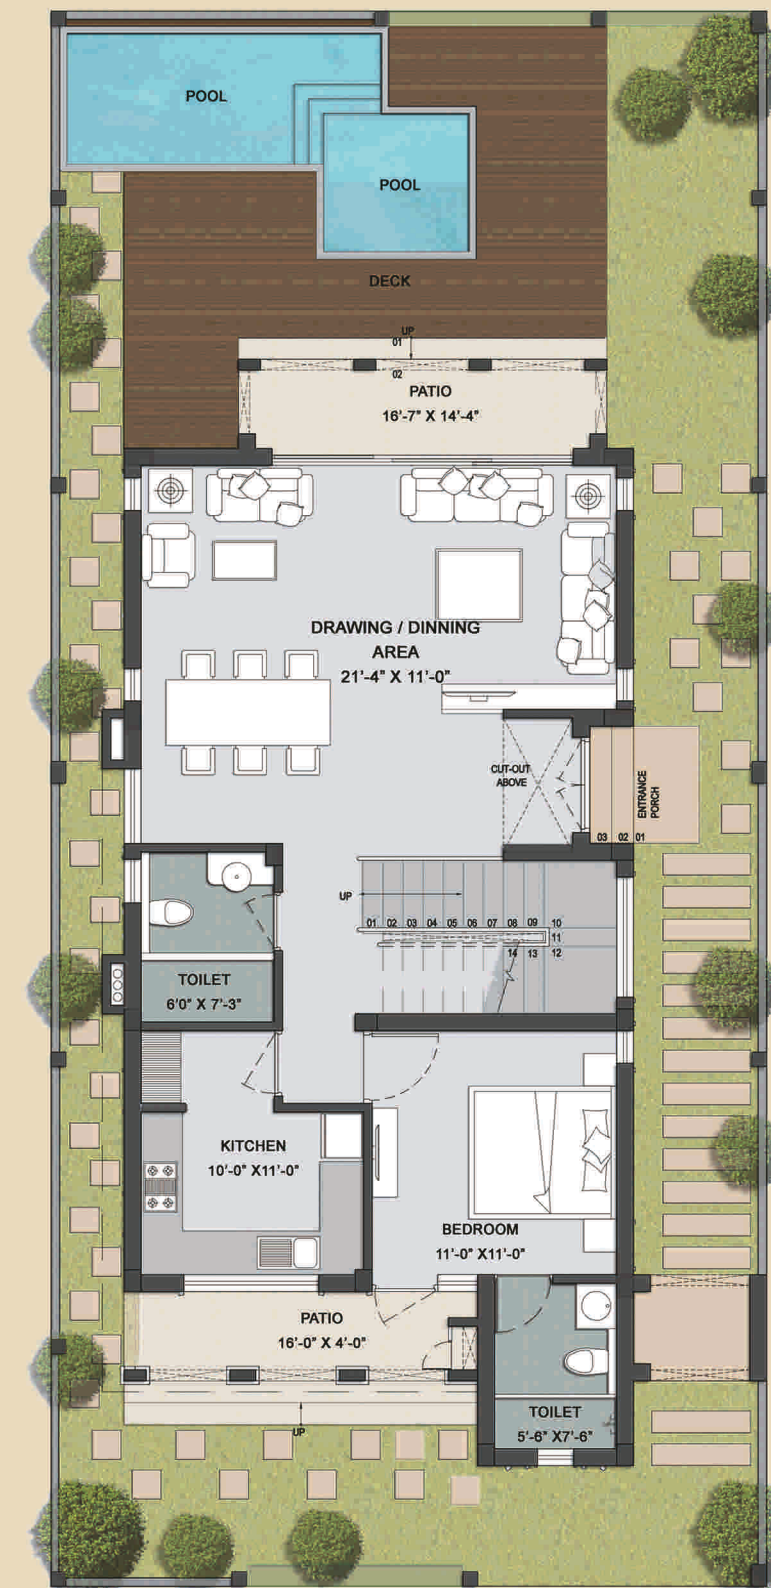 POOL
POOL
DECK
UP
01
02
PATIO
16'-7" X 14'-4"
DRAWING / DINNING
AREA
21'-4" X 11'-0"
CUT-OUT
ABOVE
ENTRANCE
PORCH
03 02 01
UP
01 02 03 04 05 06 07 08 09 10
11
14 13 12
TOILET
6'0" X 7'-3"
KITCHEN
10'-0" X11'-0"
BEDROOM
11'-0" X11'-0"
PATIO
16'-0" X 4'-0"
UP
TOILET
5'-6" X7'-6"